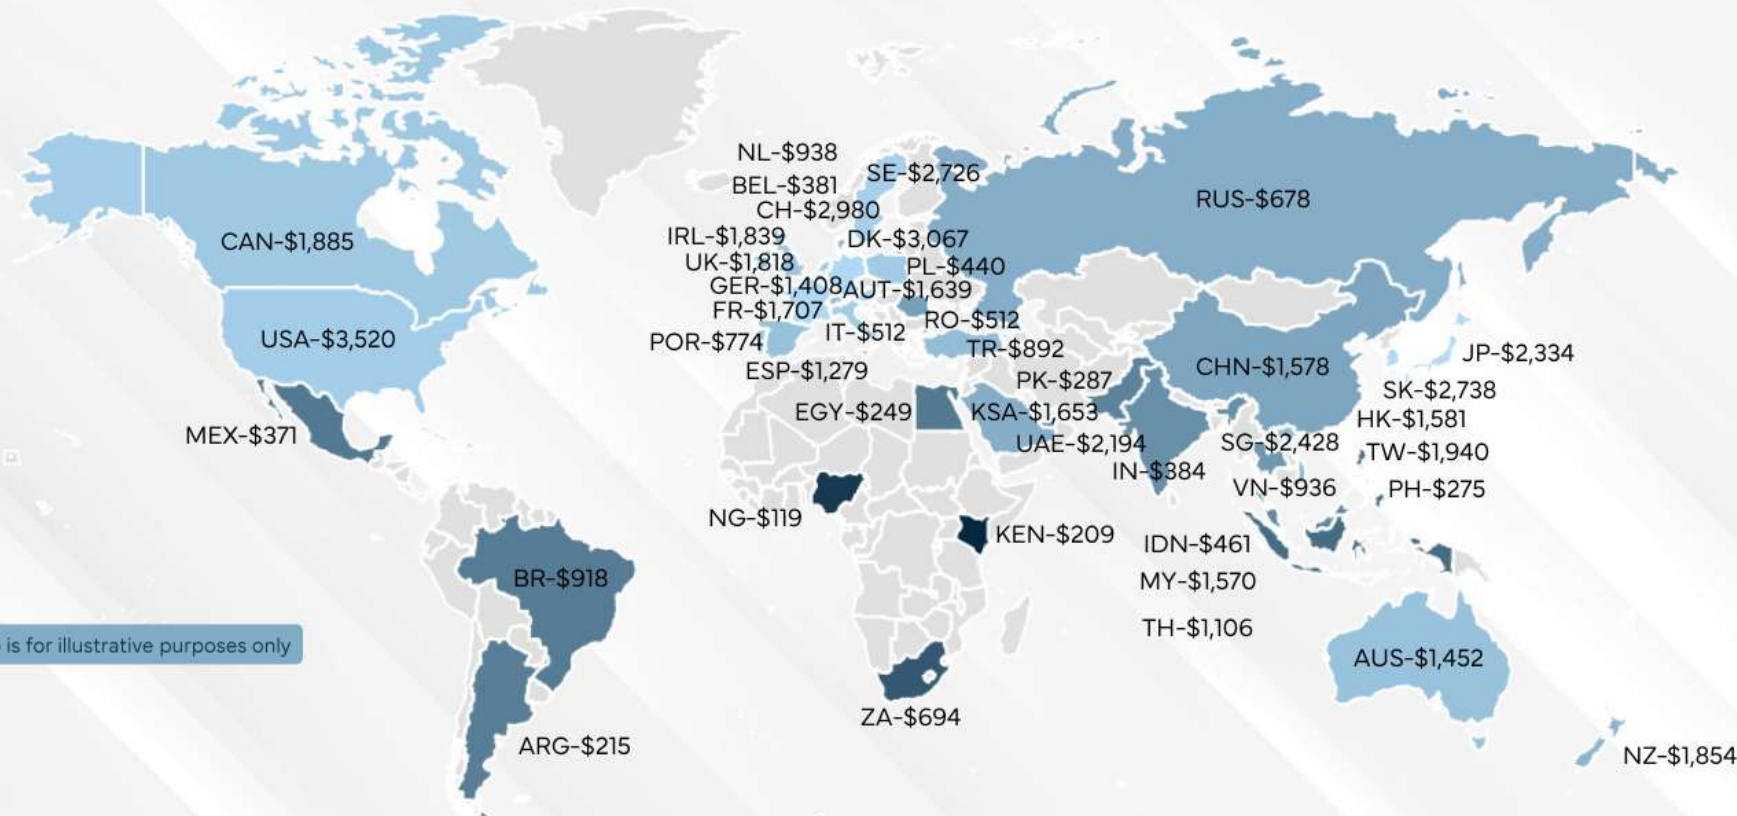 NL-$938
SE-$2,726
BEL-$381
RUS-$678
CH-$2,980
IRL-$1,839
DK-$3,067
CAN-$1,885
UK-$1,818
PL-$440
GER-$1,408
AUT-$1,639
FR-$1,707
RO-$512
IT-$512
USA-$3,520
POR-$774
TR-$892
JP-$2,334
ESP-$1,279
CHN-$1,578
PK-$287
SK-$2,738
EGY-$249
KSA-$1,653
HK-$1,581
MEX-$371
UAE-$2,194
SG-$2,428
TW-$1,940
IN-$384
VN-$936
PH-$275
NG-$119
KEN-$209
IDN-$461
BR-$918
MY-$1,570
TH-$1,106
is for illustrative purposes only
AUS-$1,452
ZA-$694
ARG-$215
NZ-$1,854